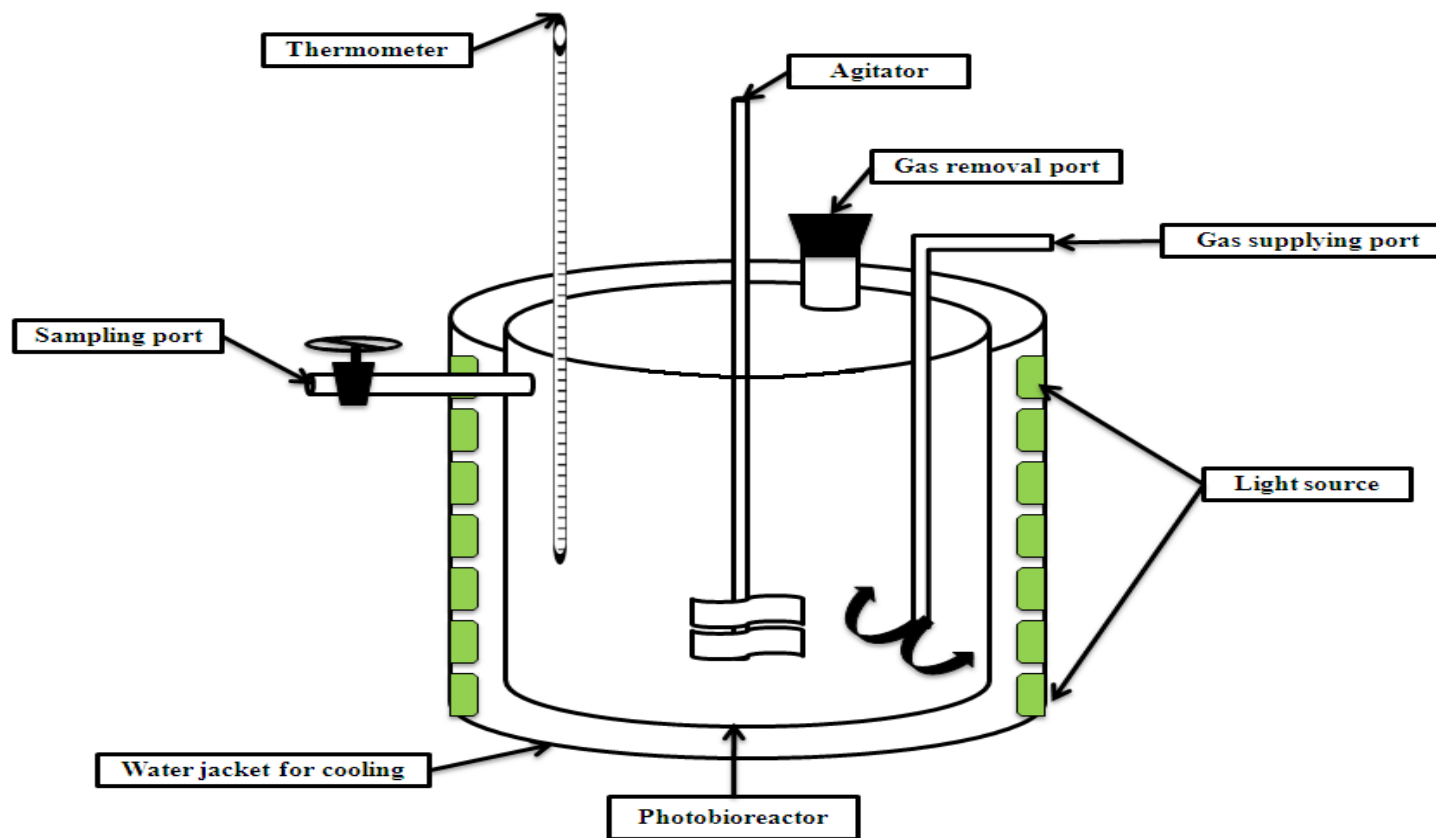 Thermometer
Agitator
Gas removal port
Gas supplying port
Sampling port
Light source
Water jacket for cooling
Photobioreactor